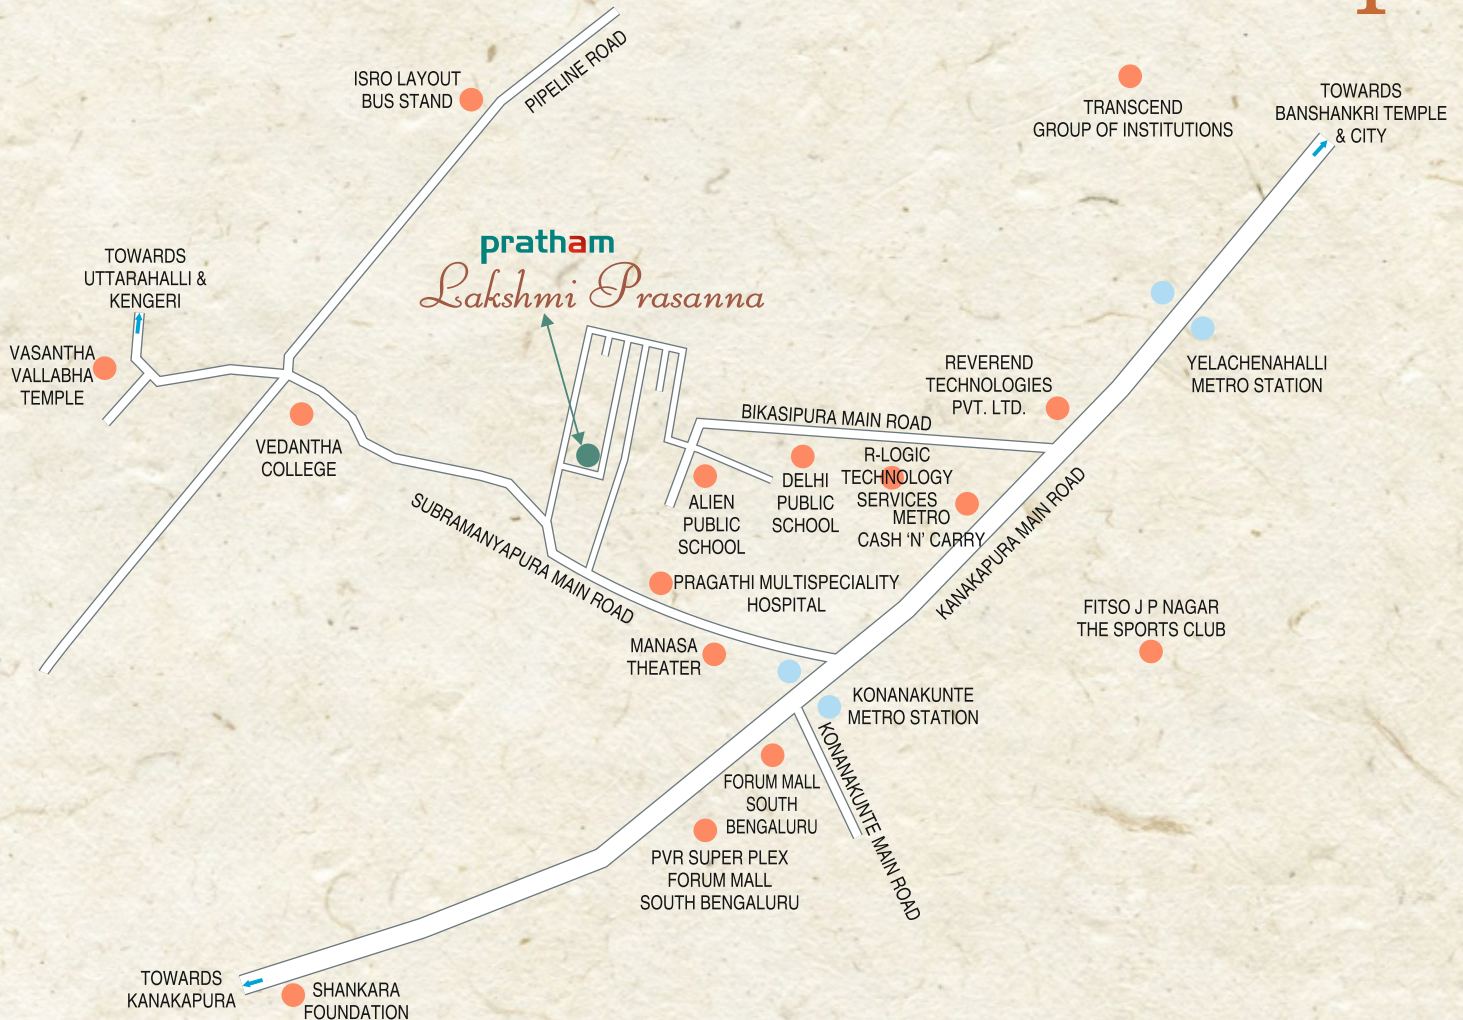 ISRO LAYOUT
BUS STAND
PIPELINE ROAD
TRANSCEND
GROUP OF INSTITUTIONS
TOWARDS
BANSHANKRI TEMPLE
& CITY
pratham
Lakshmi Prasanna
TOWARDS
UTTARAHALLI &
KENGERI
VASANTHA
VALLABHA
TEMPLE
VEDANTHA
COLLEGE
YELACHENAHALLI
METRO STATION
REVEREND
TECHNOLOGIES
PVT. LTD.
BIKASIPURA MAIN ROAD
R-LOGIC
TECHNOLOGY
SERVICES
METRO
CASH ‘N’ CARRY
DELHI
PUBLIC
SCHOOL
ALIEN
PUBLIC
SCHOOL
KANAKAPURA MAIN ROAD
SUBRAMANYAPURA MAIN ROAD
PRAGATHI MULTISPECIALITY
HOSPITAL
FITSO J P NAGAR
THE SPORTS CLUB
MANASA
THEATER
KONANAKUNTE
METRO STATION
KONANAKUNTE MAIN ROAD
FORUM MALL
SOUTH
BENGALURU
PVR SUPER PLEX
FORUM MALL
SOUTH BENGALURU
TOWARDS
KANAKAPURA
SHANKARA
FOUNDATION